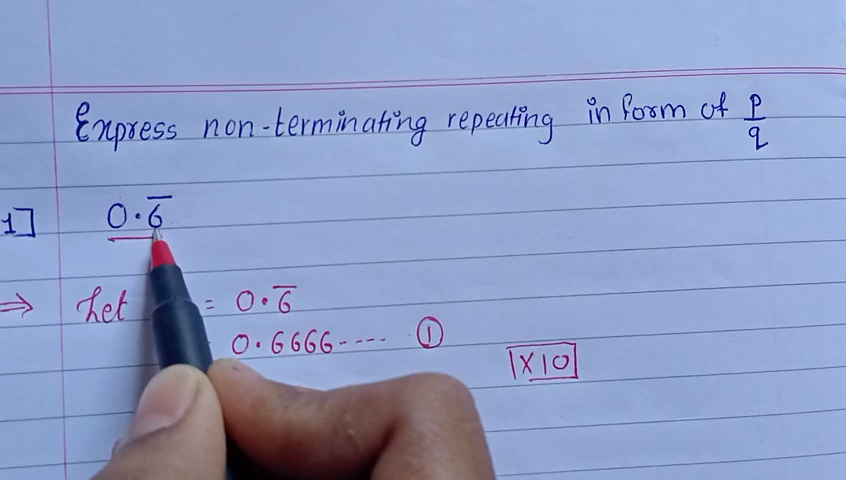 Express non-terminating repeating in form of p/q
1] 0.6̅
⇒ Let = 0.6̅
0.6666---- ①
×10